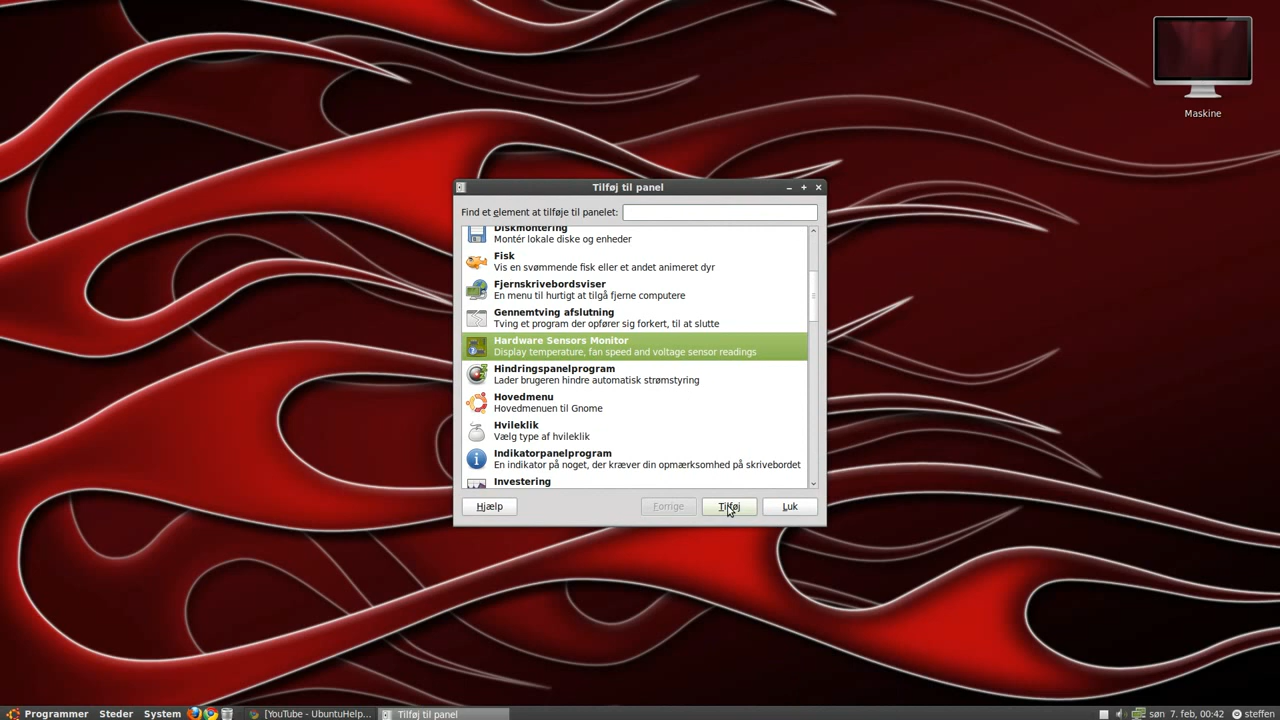 Maskine
Tilføj til panel
Find et element at tilføje til panelet:
Diskmontering
Montér lokale diske og enheder
Fisk
Vis en svømmende fisk eller et andet animeret dyr
Fjernskrivebordsviser
En menu til hurtigt at tilgå fjerne computere
Gennemtving afslutning
Tving et program der opfører sig forkert, til at slutte
Hardware Sensors Monitor
Display temperature, fan speed and voltage sensor readings
Hindringspanelprogram
Lader brugeren hindre automatisk strømstyring
Hovedmenu
Hovedmenuen til Gnome
Hvileklik
Vælg type af hvileklik
Indikatorpanelprogram
En indikator på noget, der kræver din opmærksomhed på skrivebordet
Investering
Hjælp Forrige Tilføj Luk
Programmer Steder System [YouTube - UbuntuHelp... Tilføj til panel søn 7. feb, 00:42 steffen